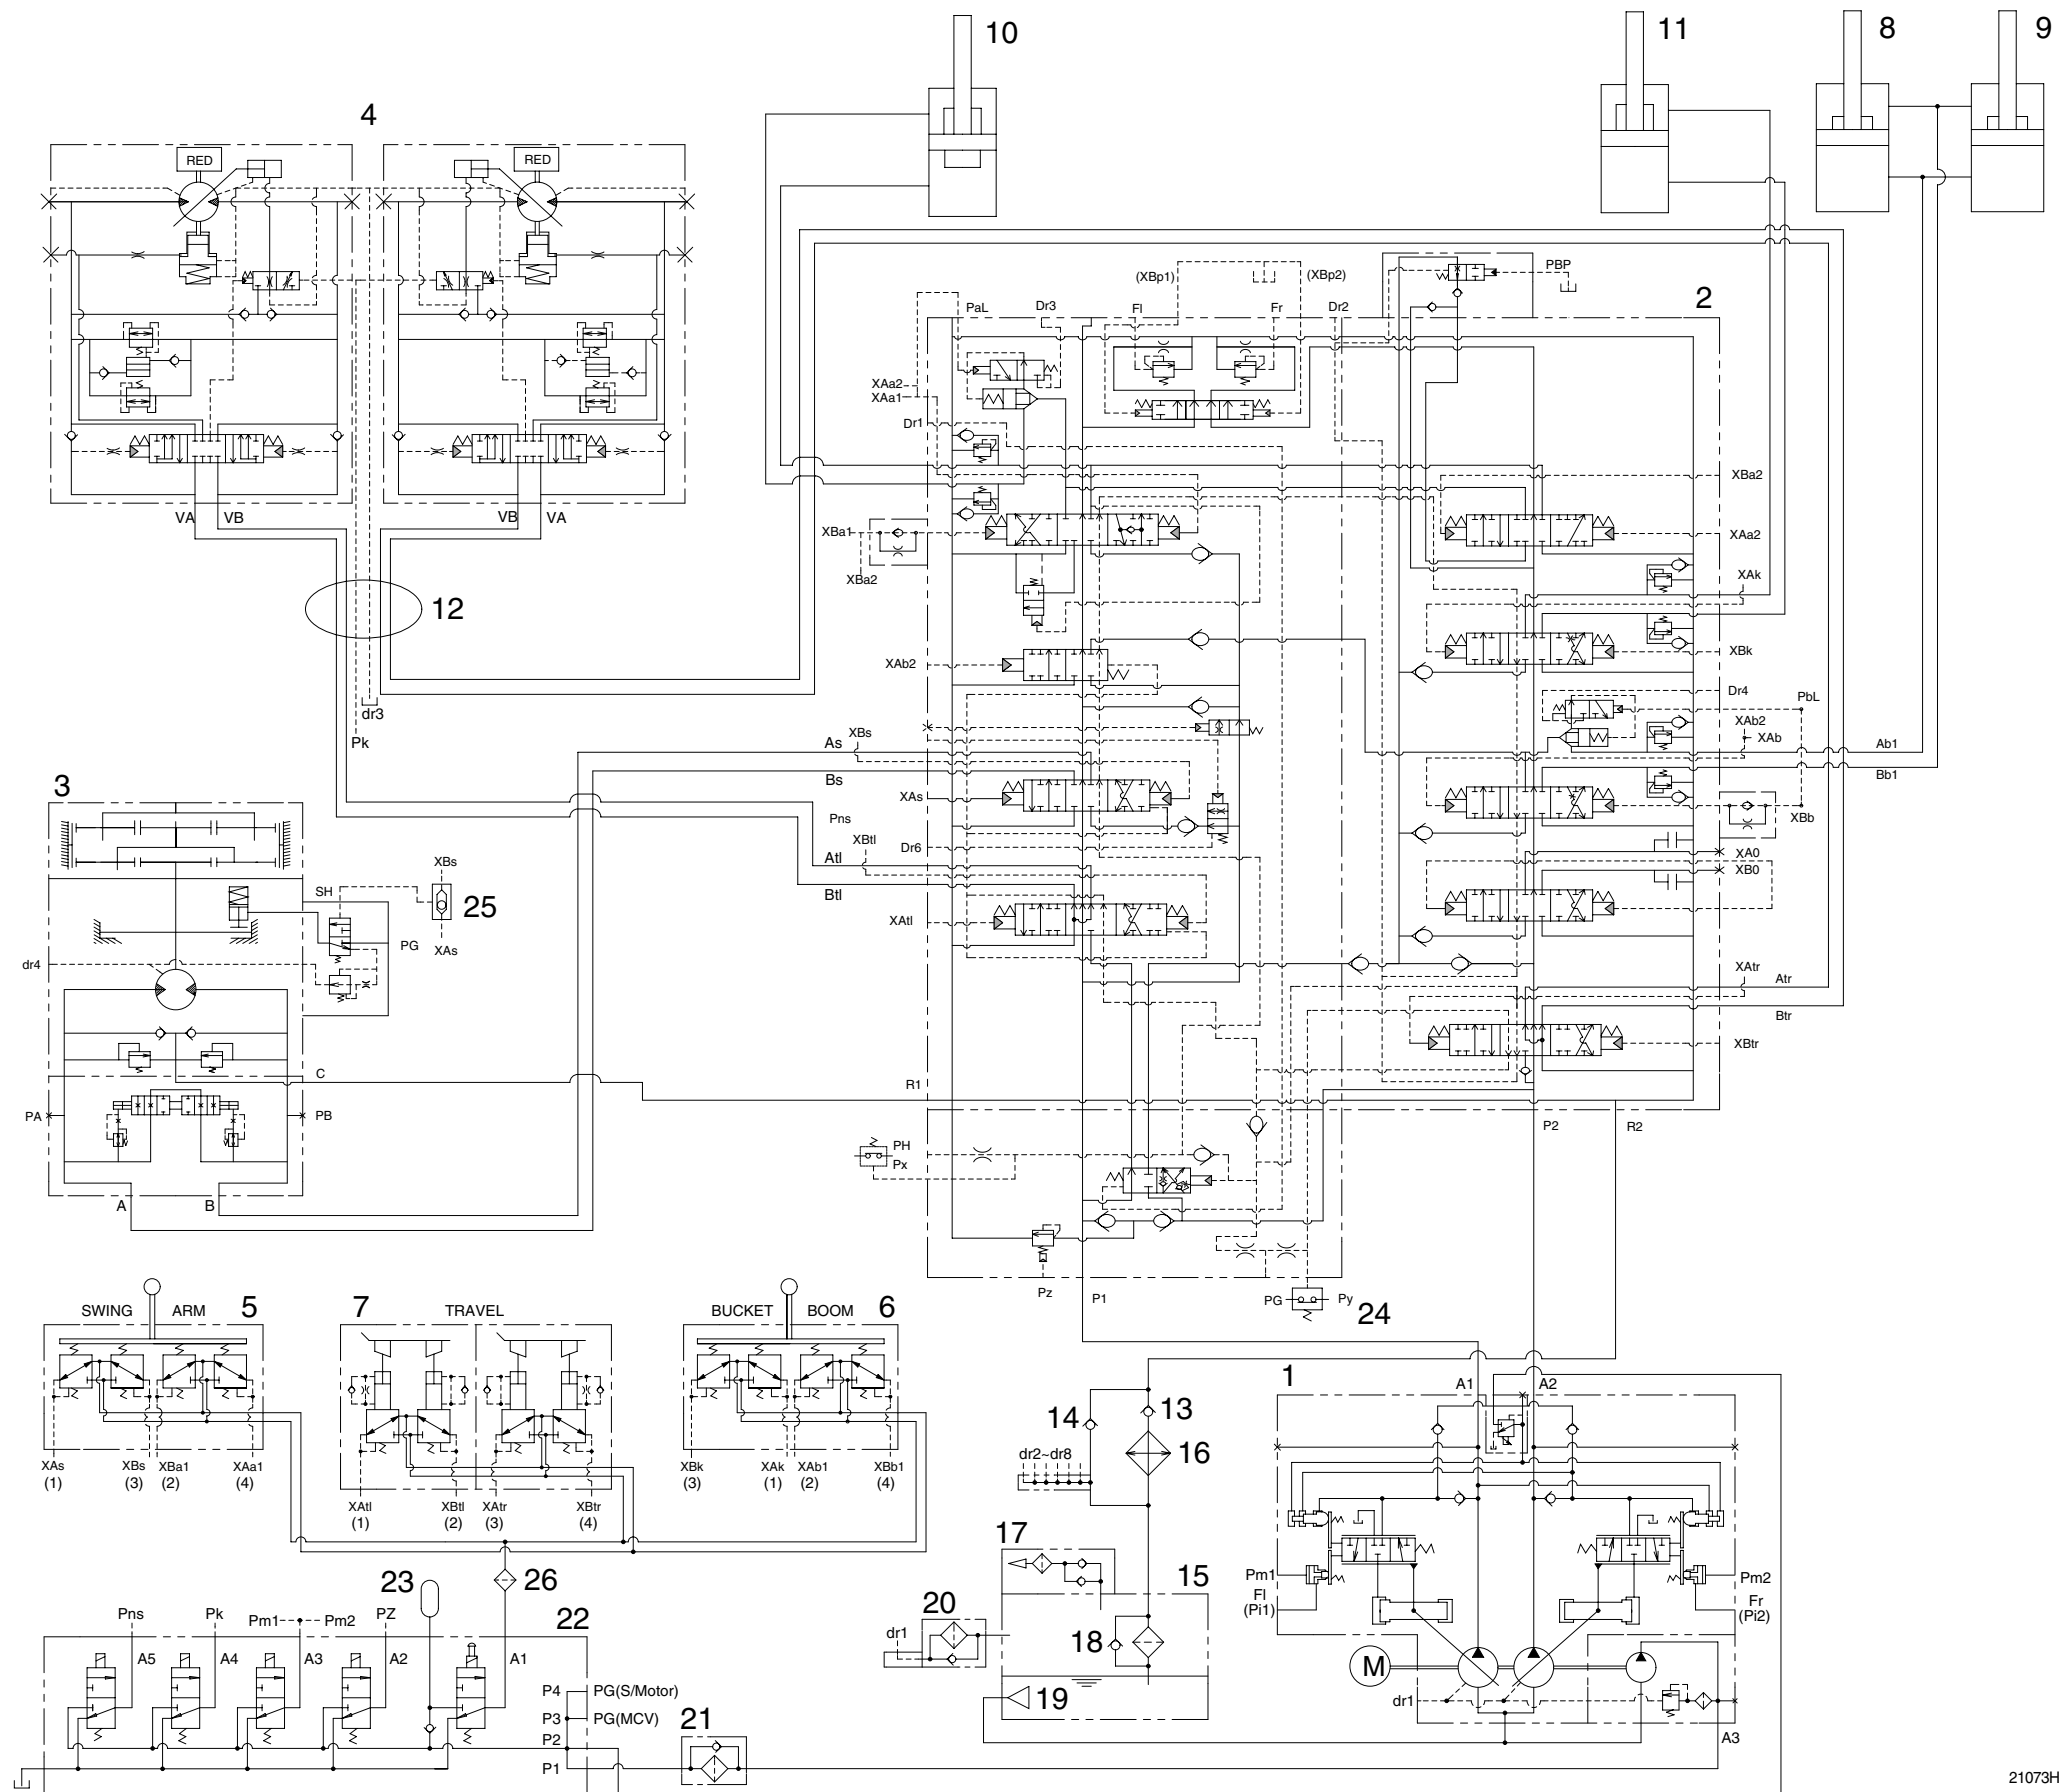 10
11
8
9
4
RED
RED
2
(XBp1)
(XBp2)
PBP
PaL
Dr3
Fl
Fr
Dr2
XAa2
XAa1
Dr1
XBa2
XBa1
XAa2
XBa2
XAk
VA
VB
VB
VA
12
XAb2
XBk
Dr4
PbL
dr3
Pk
XBs
XAb2
XAb
As
Ab1
Bs
Bb1
3
XAs
Pns
XBb
XBtl
Dr6
Atl
XA0
XBs
XB0
SH
Btl
25
XAtl
PG
XAs
dr4
XAtr
Atr
Btr
XBtr
C
R1
PA
PB
P2
R2
PH
Px
A
B
Pz
P1
PG
Py
24
SWING
ARM
5
7
TRAVEL
BUCKET
BOOM
6
1
A1
A2
13
14
XAs
(1)
XBs
(3)
XBa1
(2)
XAa1
(4)
XBk
(3)
XAk
(1)
XAb1
(2)
XBb1
(4)
dr2~dr8
16
XAtl
(1)
XBtl
(2)
XAtr
(3)
XBtr
(4)
17
15
23
26
Pm1
Fl
(Pi1)
Pm2
Fr
(Pi2)
Pns
Pk
Pm1
Pm2
PZ
22
20
dr1
18
A5
A4
A3
A2
A1
M
P4
PG(S/Motor)
19
dr1
P3
PG(MCV)
21
P2
A3
P1
21073H